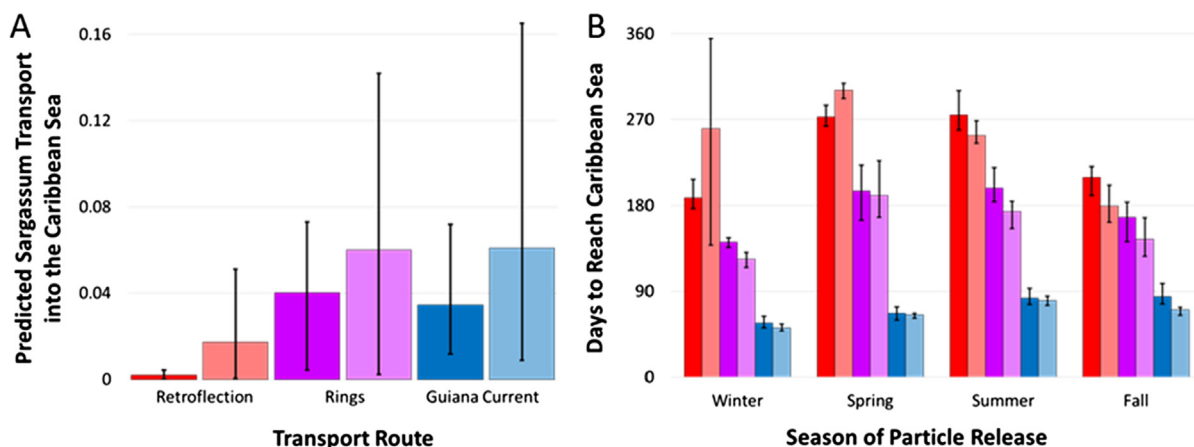 A
Predicted Sargassum Transport
into the Caribbean Sea
0.16
0.12
0.08
0.04
0
Retroflection Rings Guiana Current
Transport Route
B
Days to Reach Caribbean Sea
360
270
180
90
0
Winter Spring Summer Fall
Season of Particle Release